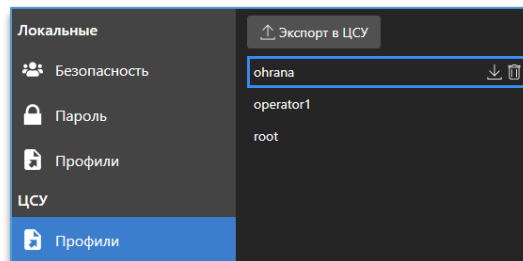 Локальные
Безопасность
Пароль
Профили
ЦСУ
Профили
Экспорт в ЦСУ
ohrana
operator1
root